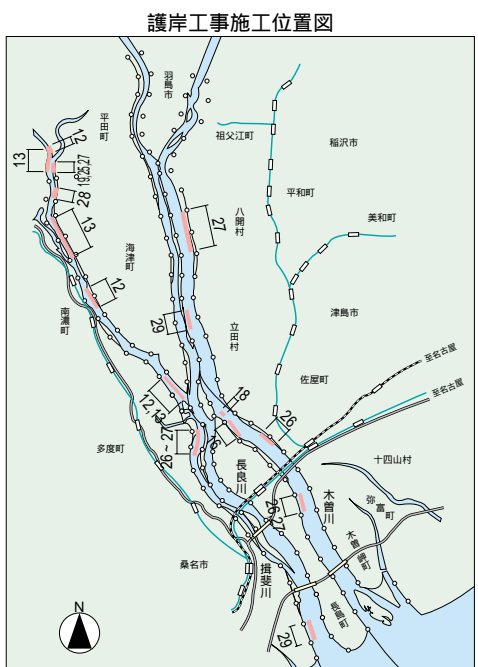 護岸工事施工位置図
羽島市
平田町
祖父江町
稲沢市
12
13
19,25,27
28
平和町
美和町
八開村
27
13
海津町
12
南濃町
29
立田村
津島市
至名古屋
佐屋町
至名古屋
18
12,13
26
16
多度町
26~27
長良川
十四山村
木曽川
弥富町
26,27
木曽岬町
桑名市
揖斐川
長島町
29
N